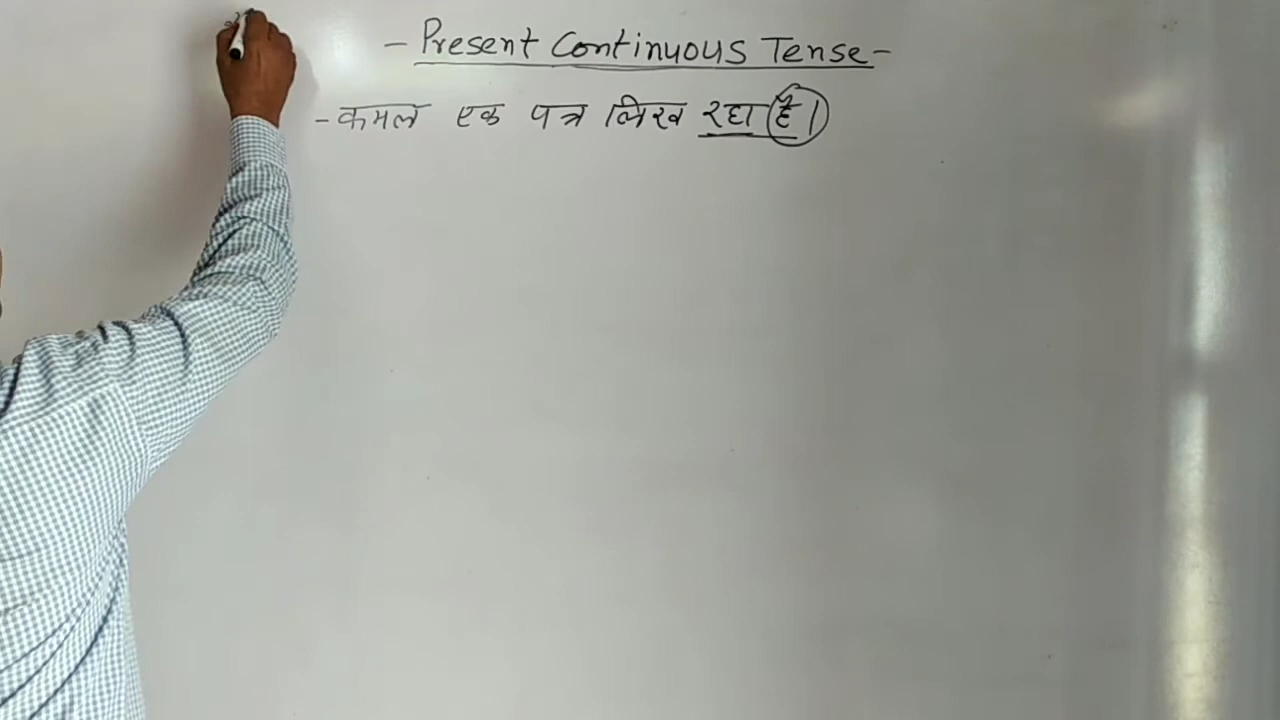 - Present Continuous Tense -
- कमल एक पत्र लिख रहा है।